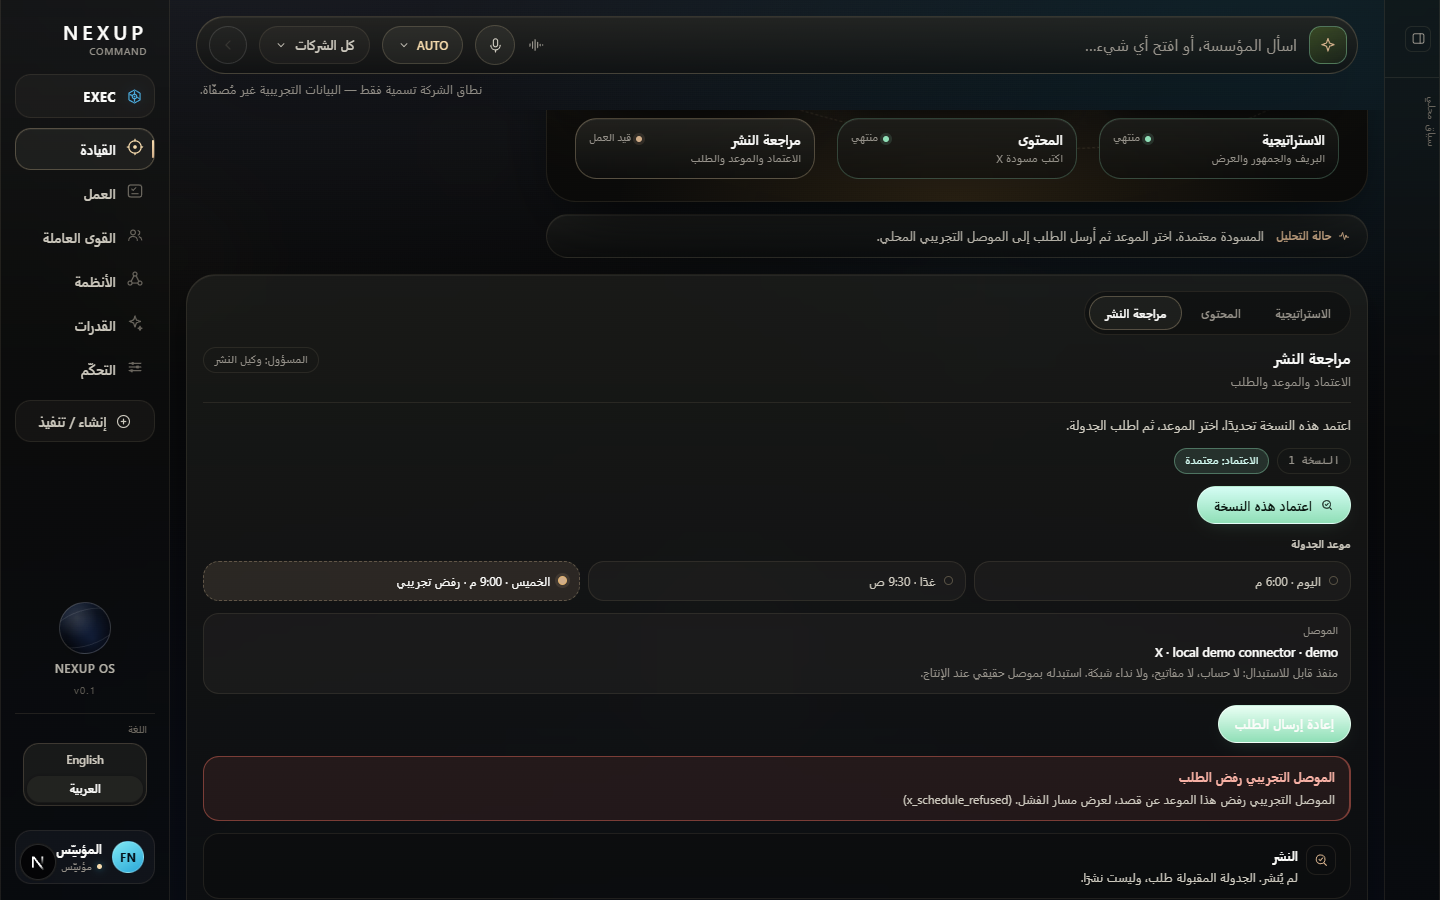 NEXUP
COMMAND
EXEC
القيادة
العمل
القوى العاملة
الأنظمة
القدرات
التحكّم
إنشاء / تنفيذ
NEXUP OS
v0.1
اللغة
English
العربية
FN
المؤسّس
مؤسّس
N
اسأل المؤسسة، أو افتح أي شيء...
AUTO
كل الشركات
نطاق الشركة تسمية فقط — البيانات التجريبية غير مُصفّاة.
الاستراتيجية
منتهي
البريف والجمهور والعرض
المحتوى
منتهي
اكتب مسودة X
مراجعة النشر
قيد العمل
الاعتماد والموعد والطلب
حالة التحليل
المسودة معتمدة. اختر الموعد ثم أرسل الطلب إلى الموصل التجريبي المحلي.
الاستراتيجية
المحتوى
مراجعة النشر
مراجعة النشر
المسؤول: وكيل النشر
الاعتماد والموعد والطلب
اعتمد هذه النسخة تحديدًا، اختر الموعد، ثم اطلب الجدولة.
النسخة 1
الاعتماد: معتمدة
اعتماد هذه النسخة
موعد الجدولة
اليوم · 6:00 م
غدًا · 9:30 ص
الخميس · 9:00 م · رفض تجريبي
الموصل
X · local demo connector · demo
منفذ قابل للاستبدال: لا حساب، لا مفاتيح، ولا نداء شبكة. استبدله بموصل حقيقي عند الإنتاج.
إعادة إرسال الطلب
الموصل التجريبي رفض الطلب
الموصل التجريبي رفض هذا الموعد عن قصد، لعرض مسار الفشل. (x_schedule_refused)
النشر
لم يُنشر. الجدولة المقبولة طلب، وليست نشرًا.
سياق محلي